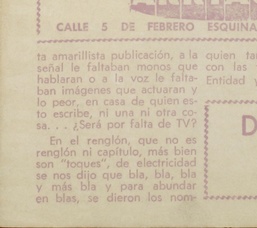 CALLE 5 DE FEBRERO ESQUINA
ta amarillista publicación, a la
señal le faltaban monos que
hablaran o a la voz le falta-
ban imágenes que actuaran y
lo peor, en casa de quien es-
to escribe, ni una ni otra co-
sa. . . ¿Será por falta de TV?
En el renglón, que no es
renglón ni capítulo, más bien
son "toques", de electricidad
se nos dijo que bla, bla, bla
y más bla y para abundar
en blas, se dieron los nom-
quien
con las
Entidad y
D